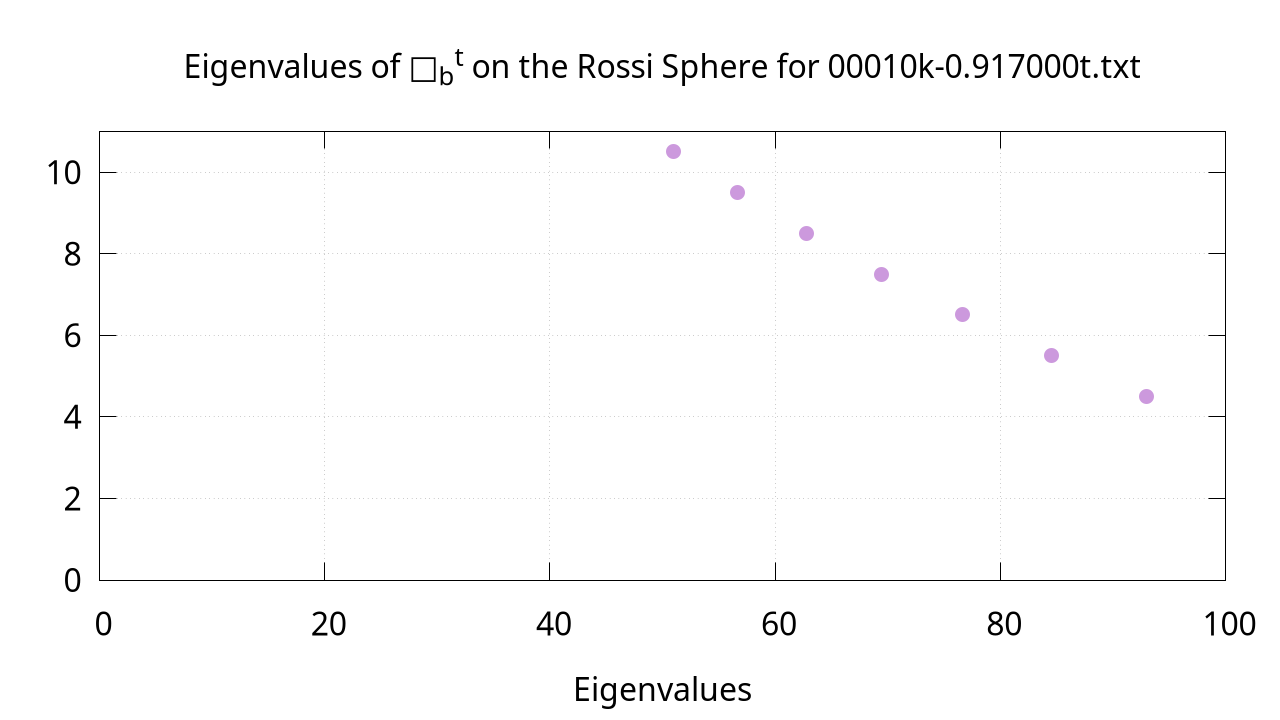 Eigenvalues of □bt on the Rossi Sphere for 00010k-0.917000t.txt
10
8
6
4
2
0
0 20 40 60 80 100
Eigenvalues